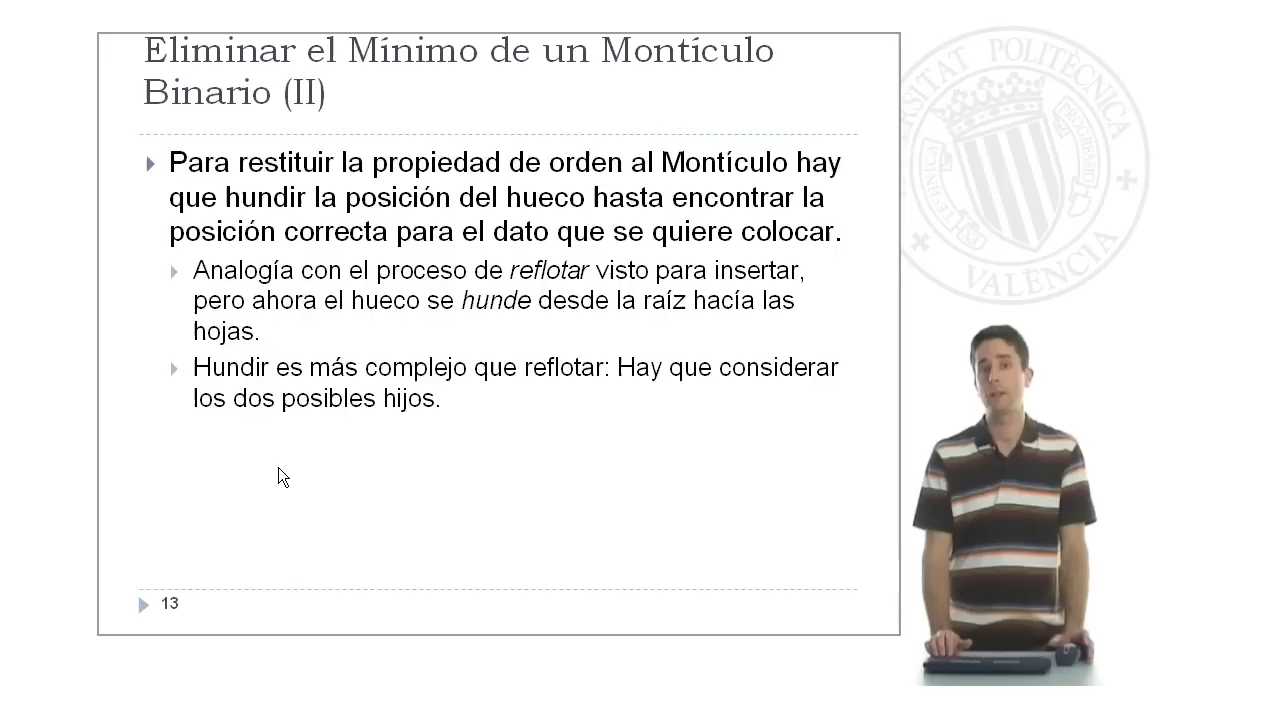 Eliminar el Mínimo de un Montículo
Binario (II)
Para restituir la propiedad de orden al Montículo hay
que hundir la posición del hueco hasta encontrar la
posición correcta para el dato que se quiere colocar.
Analogía con el proceso de reflotar visto para insertar,
pero ahora el hueco se hunde desde la raíz hacía las
hojas.
Hundir es más complejo que reflotar: Hay que considerar
los dos posibles hijos.
13
POLITÈCNICA
VALÈNCIA